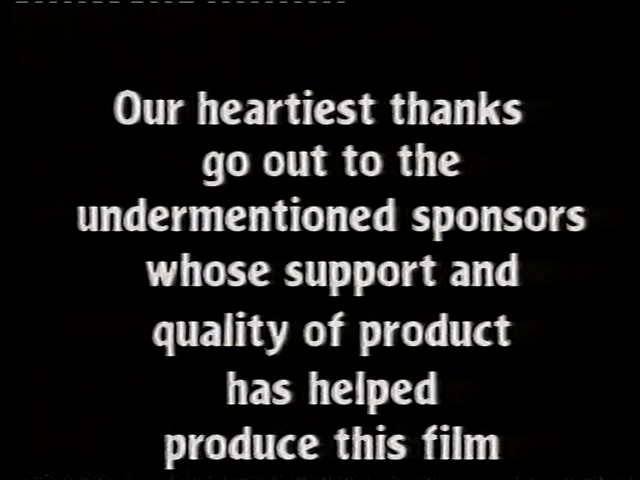 Our heartiest thanks
go out to the
undermentioned sponsors
whose support and
quality of product
has helped
produce this film